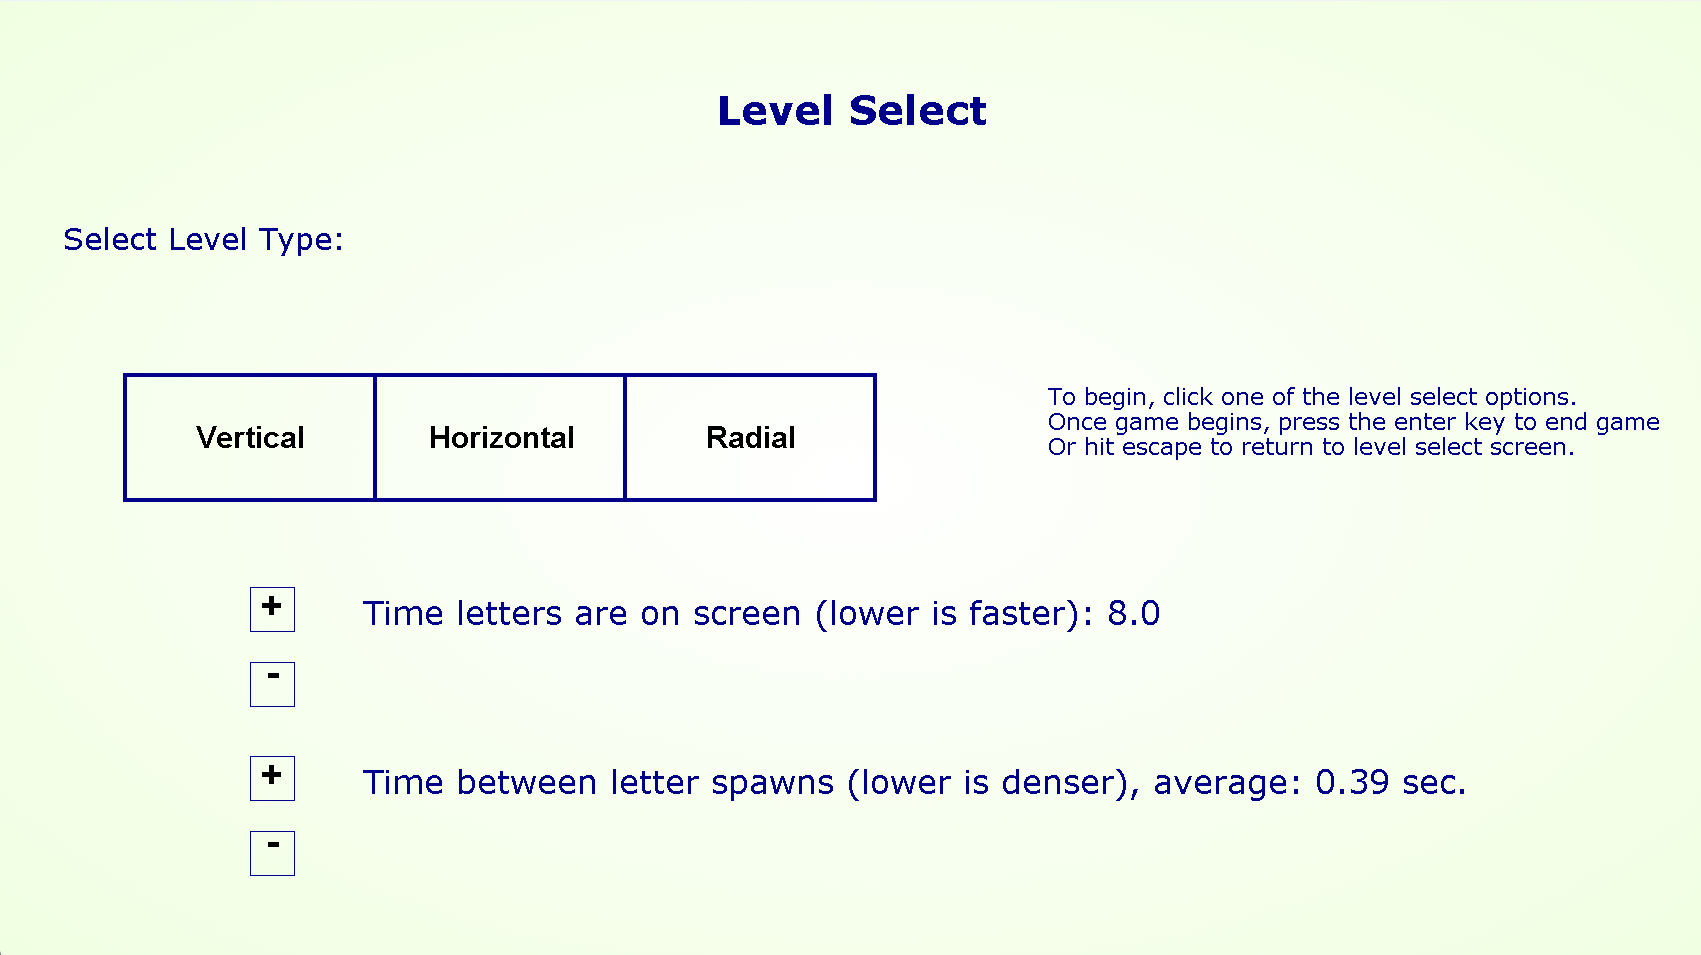 Level Select
Select Level Type:
Vertical Horizontal Radial
To begin, click one of the level select options.
Once game begins, press the enter key to end game
Or hit escape to return to level select screen.
+ Time letters are on screen (lower is faster): 8.0
-
+ Time between letter spawns (lower is denser), average: 0.39 sec.
-